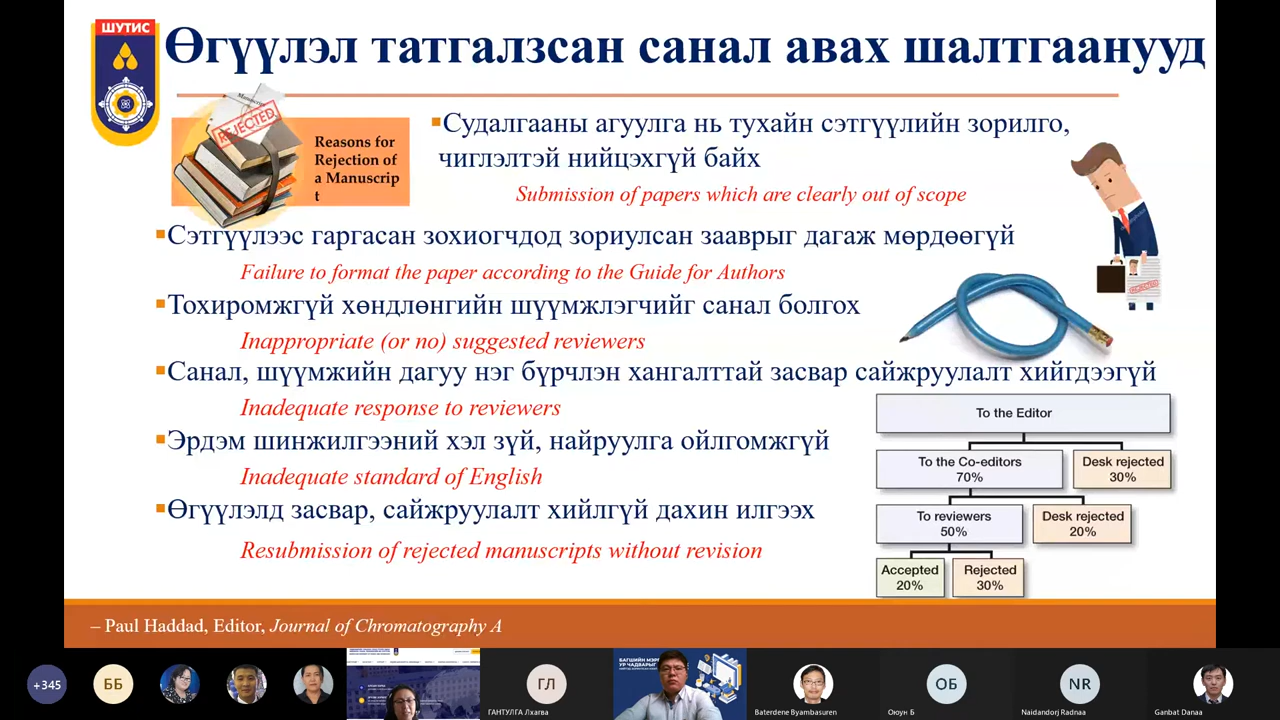 ШУТИС
Өгүүлэл татгалзсан санал авах шалтгаанууд
Manuscript
REJECTED
Reasons for
Rejection of
a Manuscrip
t
▪Судалгааны агуулга нь тухайн сэтгүүлийн зорилго,
чиглэлтэй нийцэхгүй байх
Submission of papers which are clearly out of scope
▪Сэтгүүлээс гаргасан зохиогчдод зориулсан зааврыг дагаж мөрдөөгүй
Failure to format the paper according to the Guide for Authors
▪Тохиромжгүй хөндлөнгийн шүүмжлэгчийг санал болгох
Inappropriate (or no) suggested reviewers
▪Санал, шүүмжийн дагуу нэг бүрчлэн хангалттай засвар сайжруулалт хийгдээгүй
Inadequate response to reviewers
▪Эрдэм шинжилгээний хэл зүй, найруулга ойлгомжгүй
Inadequate standard of English
▪Өгүүлэлд засвар, сайжруулалт хийлгүй дахин илгээх
Resubmission of rejected manuscripts without revision
REJECTED
To the Editor
To the Co-editors
70%
Desk rejected
30%
To reviewers
50%
Desk rejected
20%
Accepted
20%
Rejected
30%
– Paul Haddad, Editor, Journal of Chromatography A
+345
ББ
ГЛ
ГАНТУЛГА Лхагва
БАГШИЙН МЭРГ
УР ЧАДВАРЫГ
Baterdene Byambasuren
ОБ
Оюун Б
NR
Naidandorj Radnaa
Ganbat Danaa